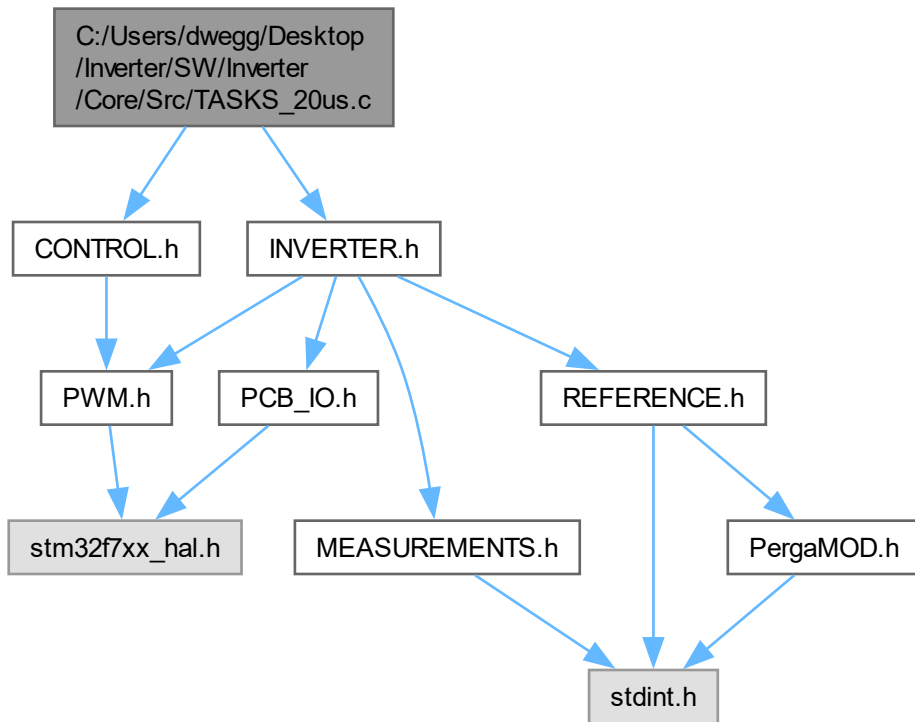 C:/Users/dwegg/Desktop
/Inverter/SW/Inverter
/Core/Src/TASKS_20us.c
CONTROL.h
INVERTER.h
PWM.h
PCB_IO.h
REFERENCE.h
stm32f7xx_hal.h
MEASUREMENTS.h
PergaMOD.h
stdint.h